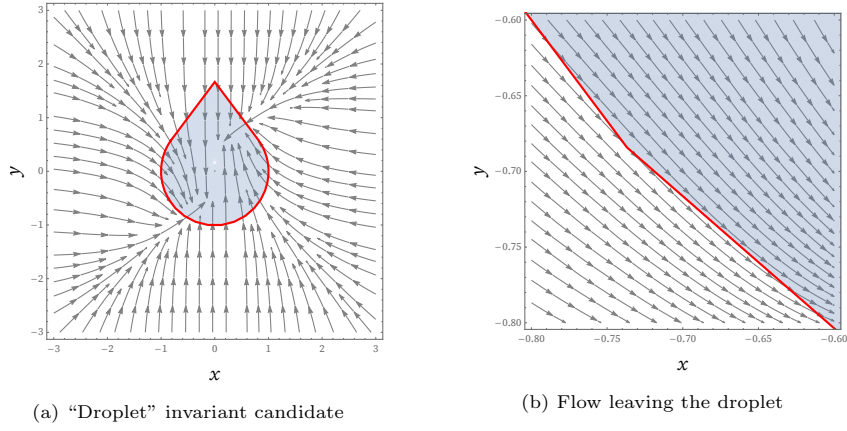 3
2
1
0
−1
−2
−3
y
−3 −2 −1 0 1 2 3
x
(a) “Droplet” invariant candidate
−0.60
−0.65
−0.70
−0.75
−0.80
y
−0.80 −0.75 −0.70 −0.65 −0.60
x
(b) Flow leaving the droplet